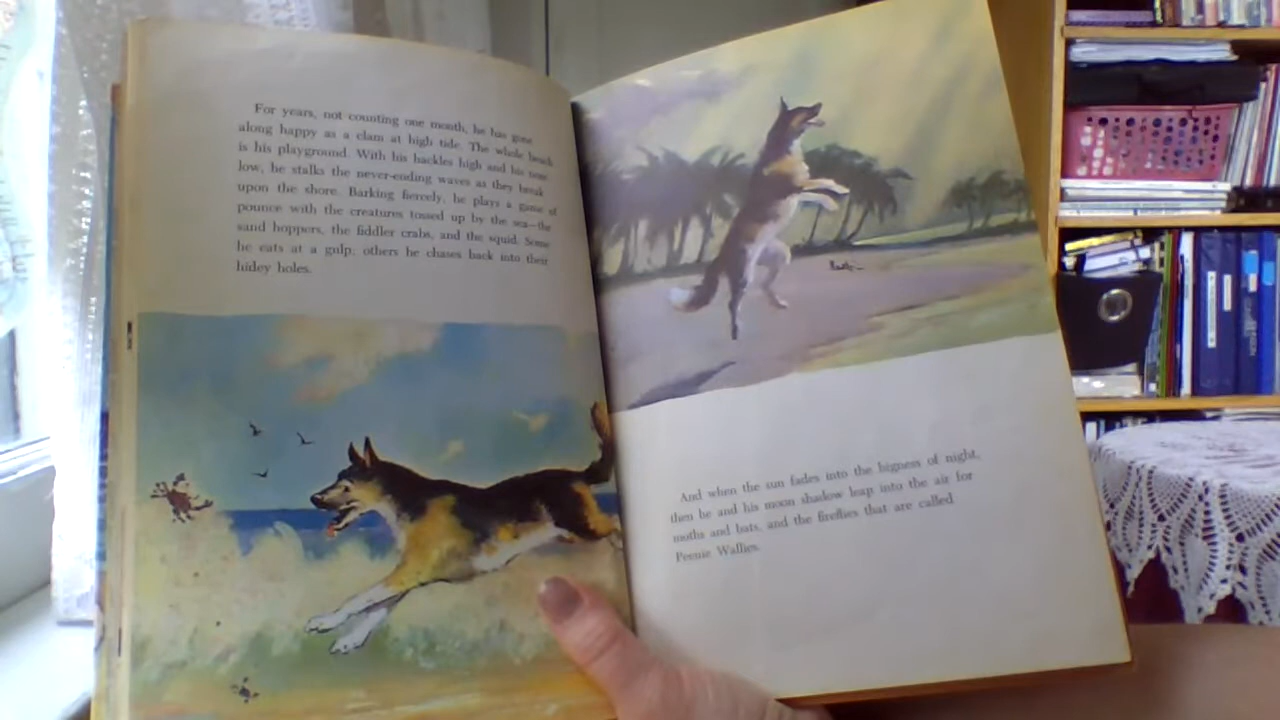 For years, not counting one month, he has gone
along happy as a clam at high tide. The whole beach
is his playground. With his hackles high and his nose
low, he stalks the never-ending waves as they break
upon the shore. Barking fiercely, he plays a game of
pounce with the creatures tossed up by the sea—the
sand hoppers, the fiddler crabs, and the squid. Some
he eats at a gulp; others he chases back into their
hidey holes.
And when the sun fades into the bigness of night,
then he and his moon shadow leap into the air for
moths and bats, and the fireflies that are called
Peenie Wallies.